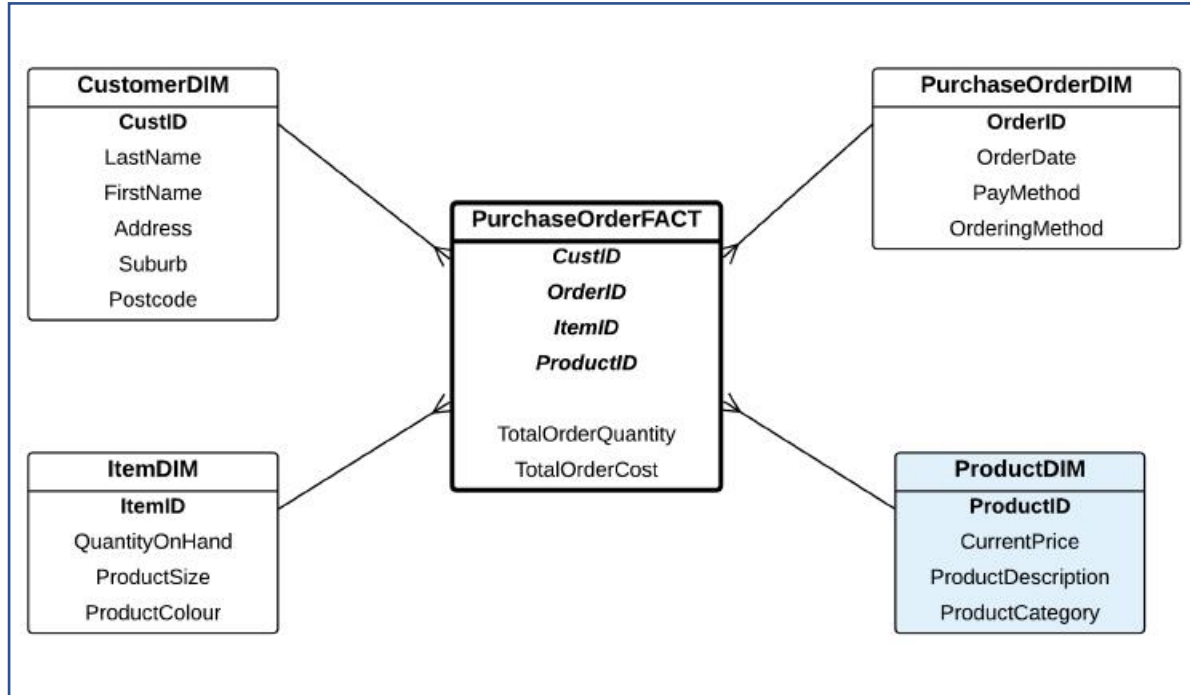 CustomerDIM
CustID
LastName
FirstName
Address
Suburb
Postcode
PurchaseOrderDIM
OrderID
OrderDate
PayMethod
OrderingMethod
PurchaseOrderFACT
CustID
OrderID
ItemID
ProductID
TotalOrderQuantity
TotalOrderCost
ItemDIM
ItemID
QuantityOnHand
ProductSize
ProductColour
ProductDIM
ProductID
CurrentPrice
ProductDescription
ProductCategory